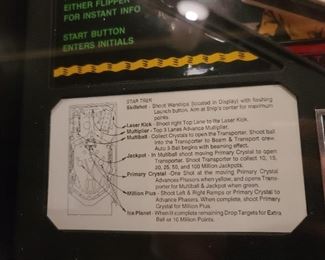 EITHER FLIPPER
FOR INSTANT INFO
START BUTTON
ENTERS INITIALS
STAR TREK
Skillshot - Shoot Warships (located in Display) with flashing
Launch button. Aim at Ship's center for maximum
points.
Laser Kick - Shoot right Top Lane to lite Laser Kick.
Multiplier - Top 3 Lanes Advance Multiplier.
Multiball - Collect Crystals to open the Transporter. Shoot ball
into the Transporter to Beam & Transport crew.
Auto 3-Ball begins with beaming effect.
Jackpot - In Multiball shoot moving Primary Crystal to open
Transporter. Shoot Transporter to collect 10, 15,
20, 25, 50, and 100 Million Jackpots.
Primary Crystal - One Shot at the moving Primary Crystal
Advances Phasers when yellow, and opens Trans-
porter for Multiball & Jackpot when green.
Million Plus - Shoot Left & Right Ramps or Primary Crystal to
Advance Phasers. When complete, shoot Primary
Crystal for Million Plus.
Ice Planet - When lit complete remaining Drop Targets for Extra
Ball or 10 Million Points.